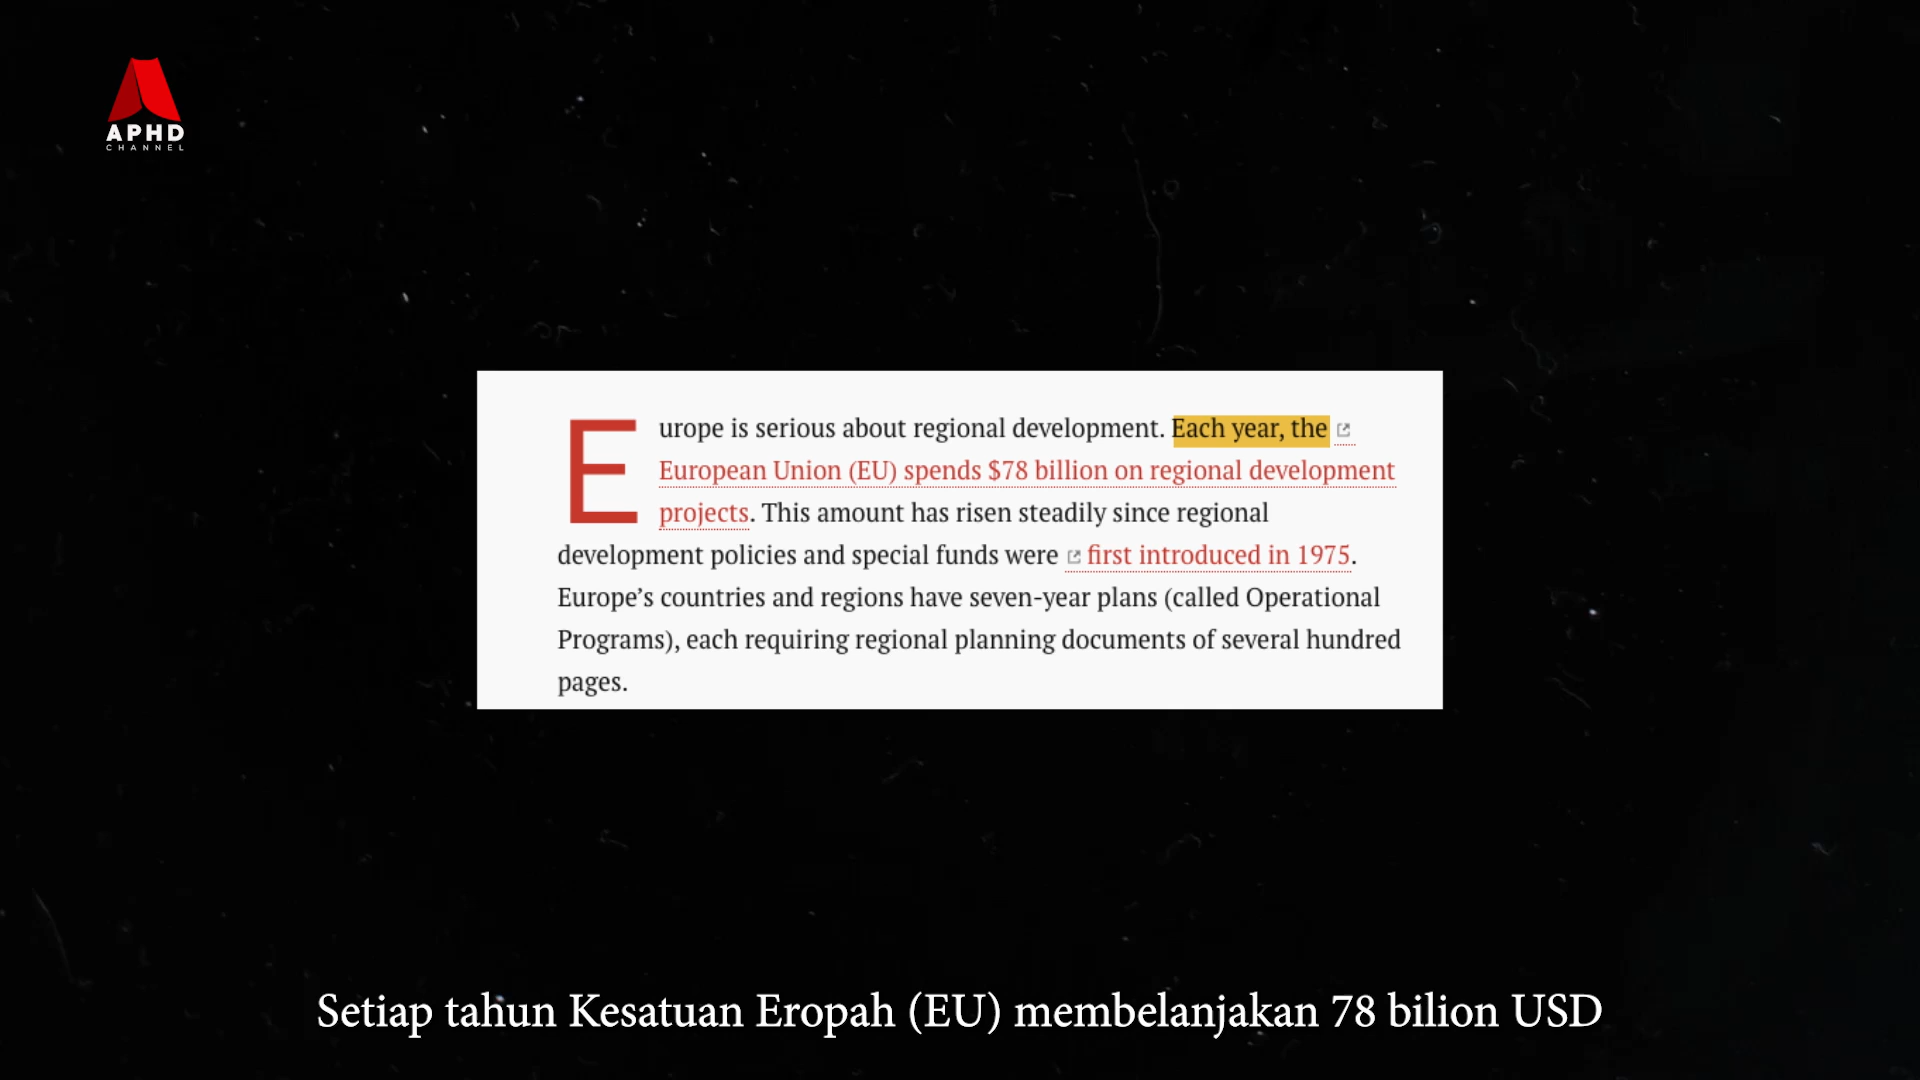 APHD
CHANNEL
Europe is serious about regional development. Each year, the
European Union (EU) spends $78 billion on regional development
projects. This amount has risen steadily since regional
development policies and special funds were first introduced in 1975.
Europe’s countries and regions have seven-year plans (called Operational
Programs), each requiring regional planning documents of several hundred
pages.
Setiap tahun Kesatuan Eropah (EU) membelanjakan 78 bilion USD